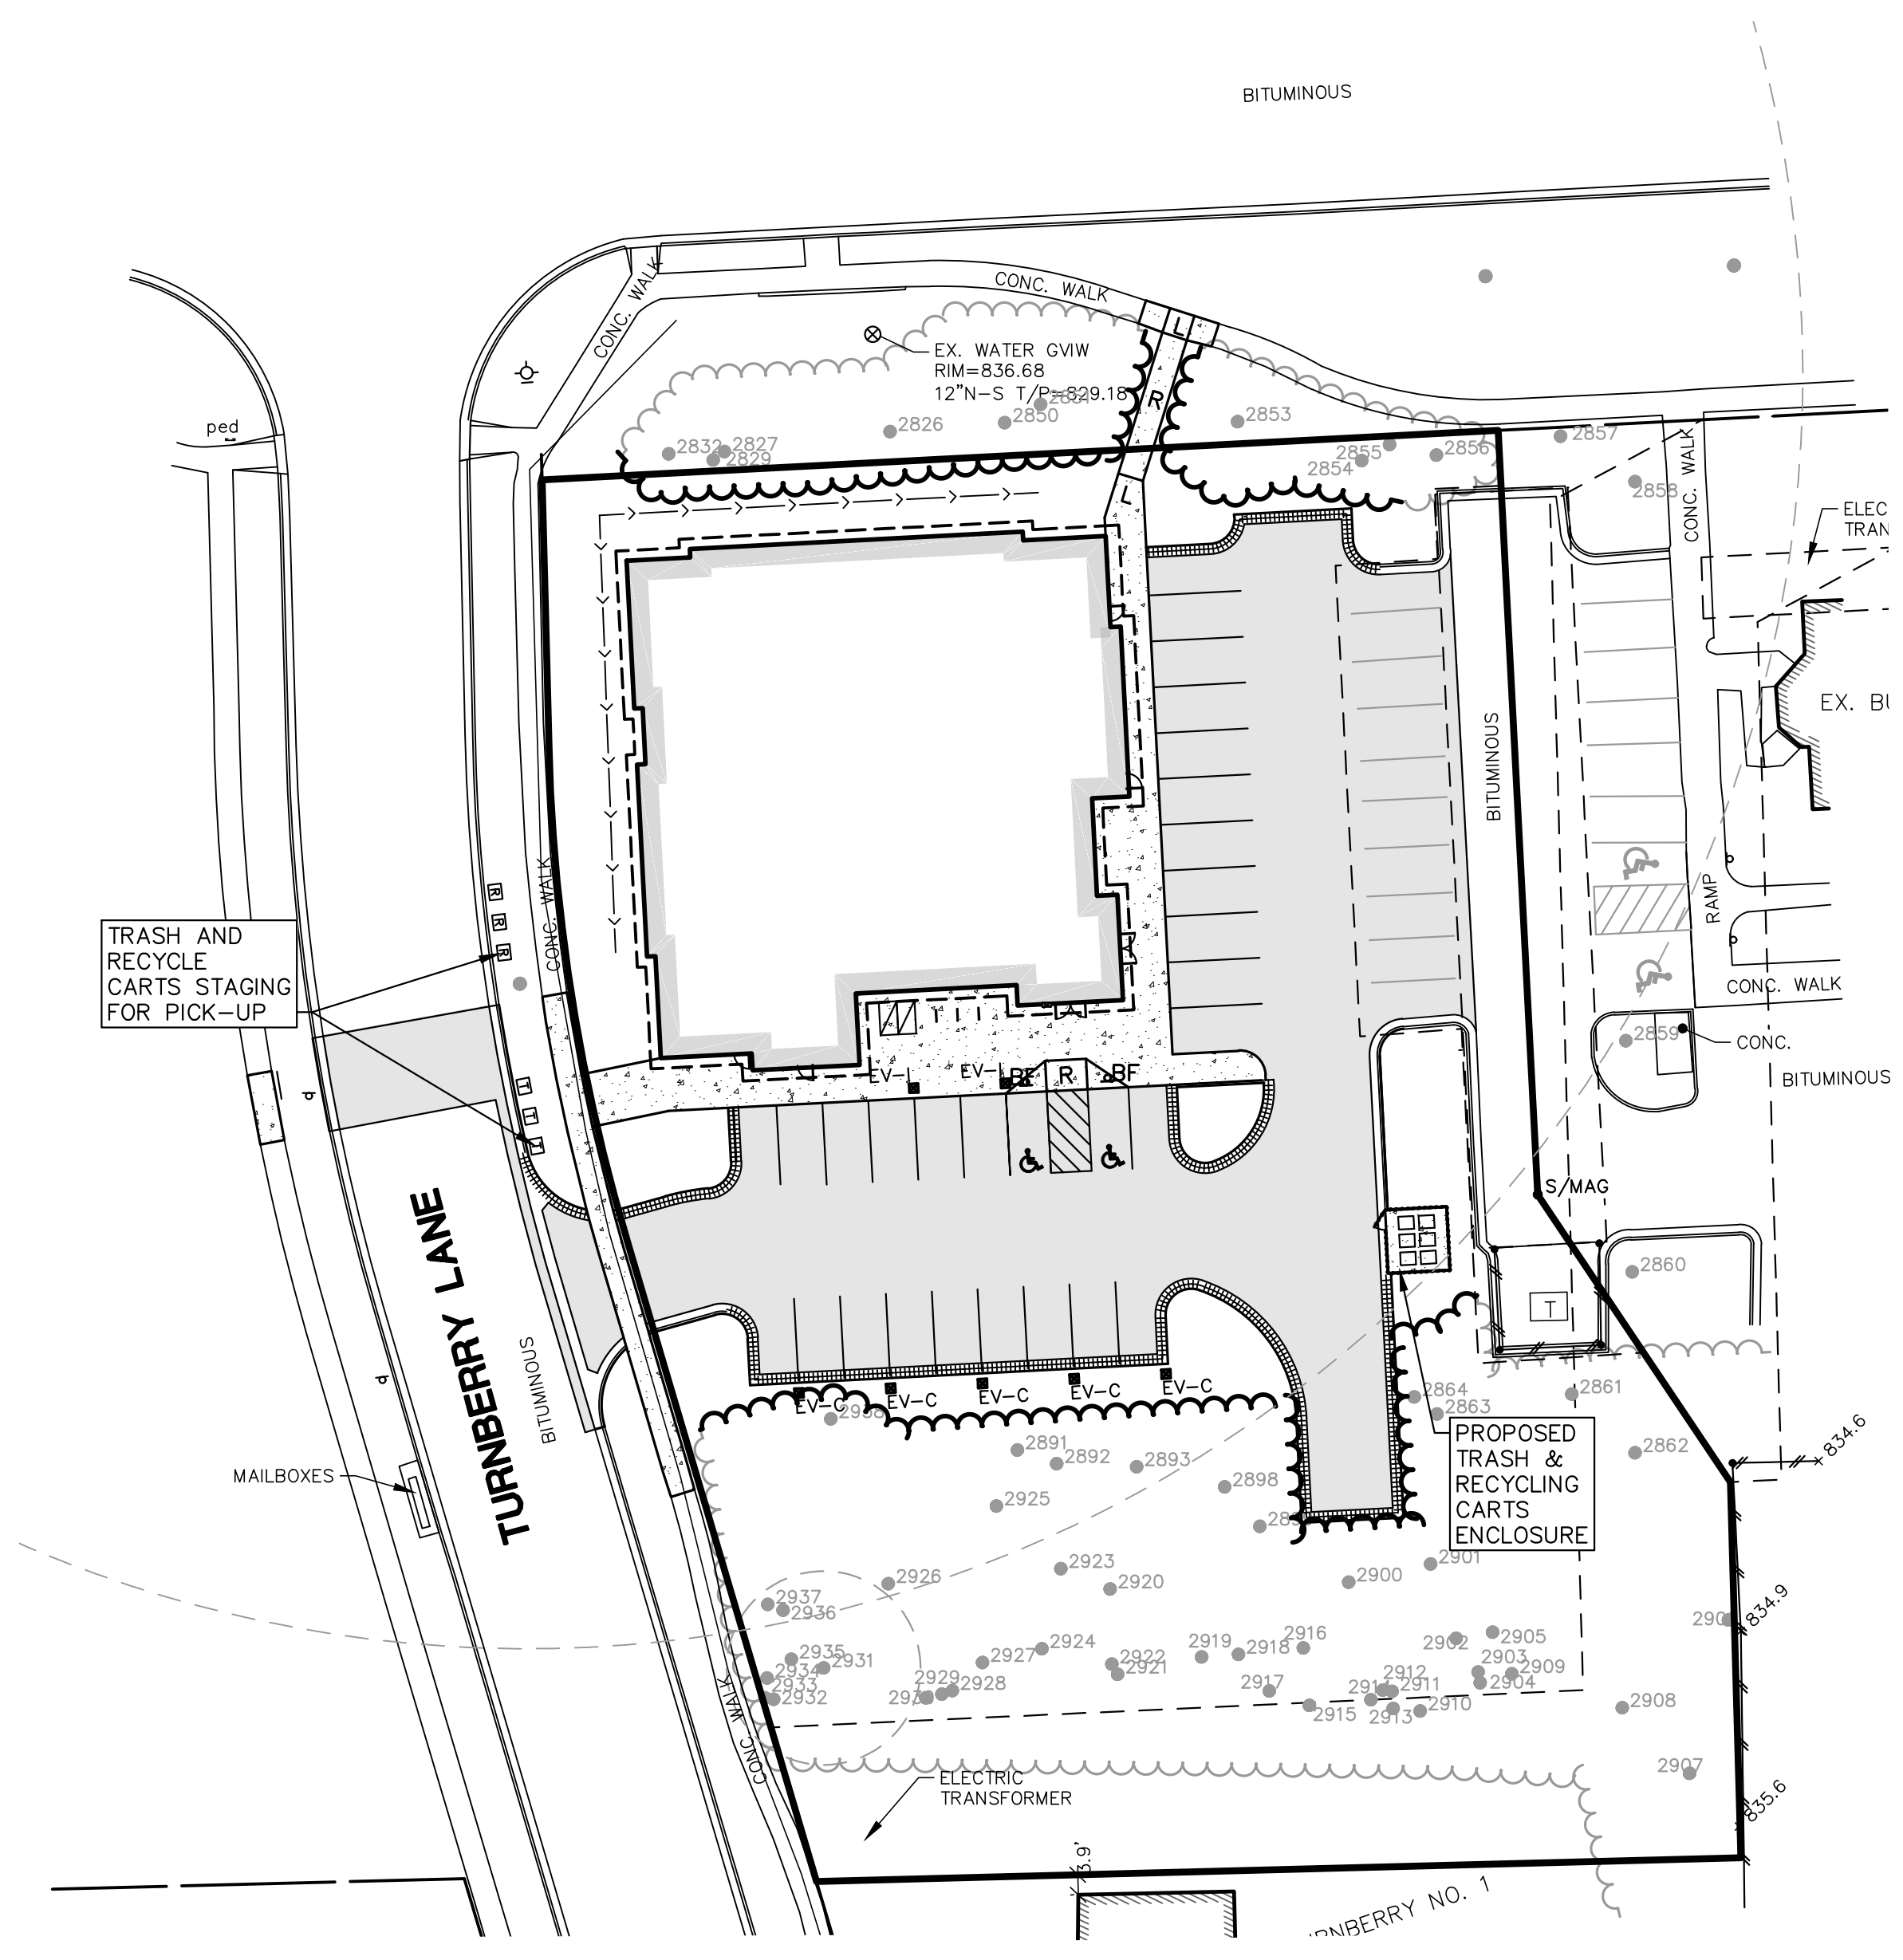 BITUMINOUS
CONC. WALK
CONC. WALK
L
EX. WATER GVIW
RIM=836.68
12"N-S T/P=829.18
R
2850
2853
2826
2832
2827
2829
2855
2854
2856
2857
2858
ped
L
CONC. WALK
ELEC
TRAN
EX. BU
BITUMINOUS
CONC. WALK
RAMP
R
R
R
TRASH AND
RECYCLE
CARTS STAGING
FOR PICK-UP
T
T
T
CONC. WALK
2859
CONC.
BITUMINOUS
EV-I
EV-I
BF
R
BF
S/MAG
TURNBERRY LANE
BITUMINOUS
2860
T
2861
2862
2864
2863
EV-C
EV-C
EV-C
EV-C
EV-C
PROPOSED
TRASH &
RECYCLING
CARTS
ENCLOSURE
834.6
MAILBOXES
2891
2892
2893
2898
2925
2901
2900
2923
2920
2926
2937
2936
834.9
2935
2934
2933
2932
2931
2929
2928
2927
2924
2922
2921
2919
2918
2916
2917
2915
2912
2911
2913
2910
2902
2905
2903
2904
2909
2908
2907
835.6
CONC. WALK
ELECTRIC
TRANSFORMER
3.9'
RNBERRY NO. 1